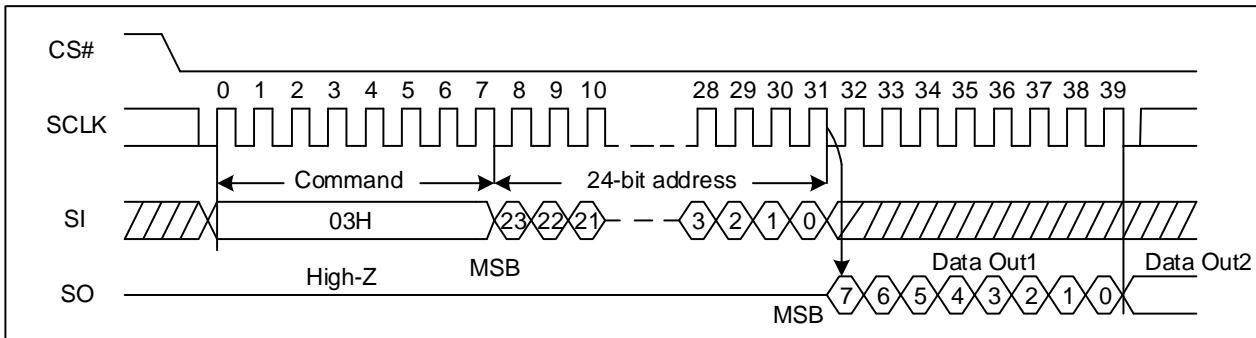 CS#
0 1 2 3 4 5 6 7 8 9 10 28 29 30 31 32 33 34 35 36 37 38 39
SCLK
Command 24-bit address
SI 03H 23 22 21 3 2 1 0
High-Z MSB Data Out1 Data Out2
SO 7 6 5 4 3 2 1 0
MSB